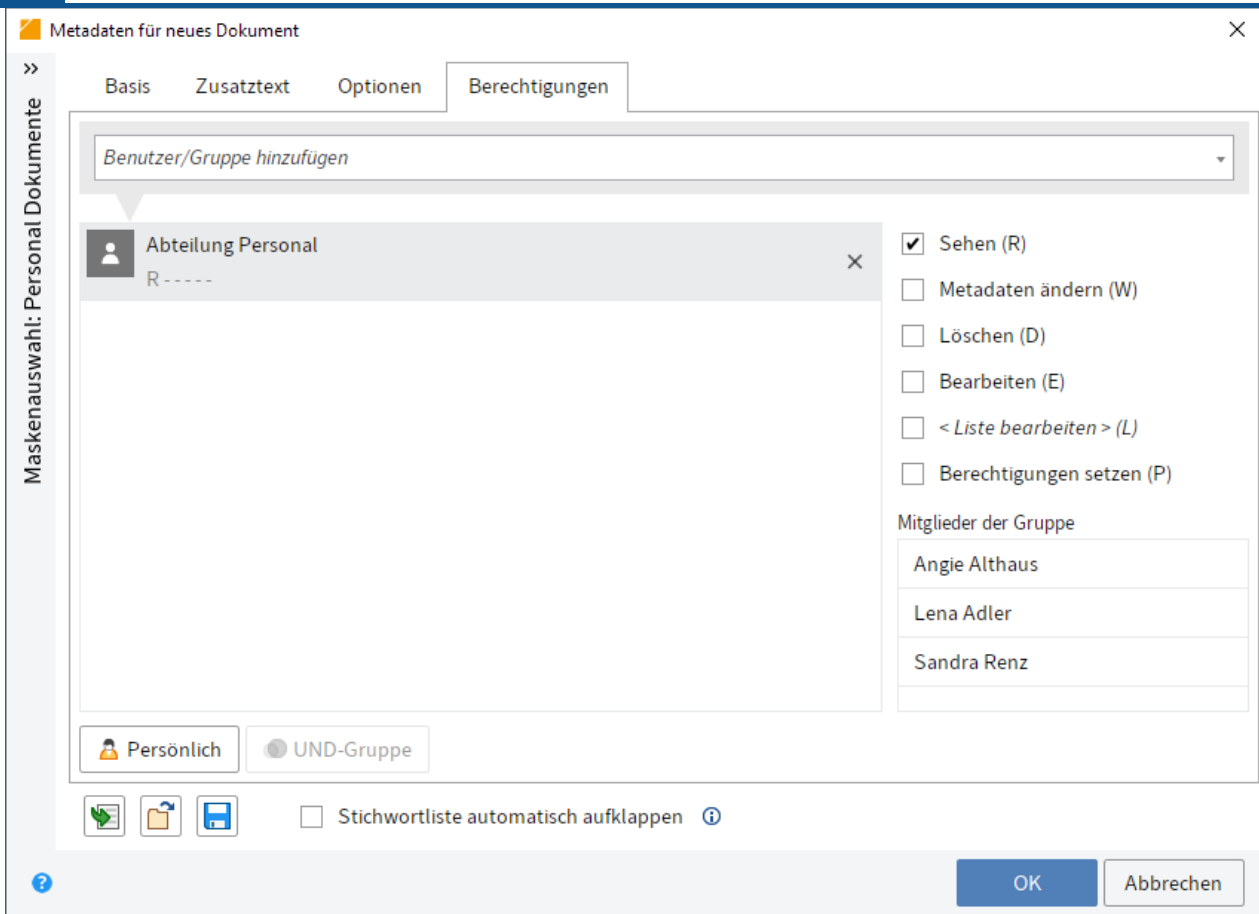 Metadaten für neues Dokument
Maskenauswahl: Personal Dokumente
Basis Zusatztext Optionen Berechtigungen
Benutzer/Gruppe hinzufügen
Abteilung Personal
R - - - - -
Sehen (R)
Metadaten ändern (W)
Löschen (D)
Bearbeiten (E)
< Liste bearbeiten > (L)
Berechtigungen setzen (P)
Mitglieder der Gruppe
Angie Althaus
Lena Adler
Sandra Renz
Persönlich UND-Gruppe
Stichwortliste automatisch aufklappen
OK Abbrechen